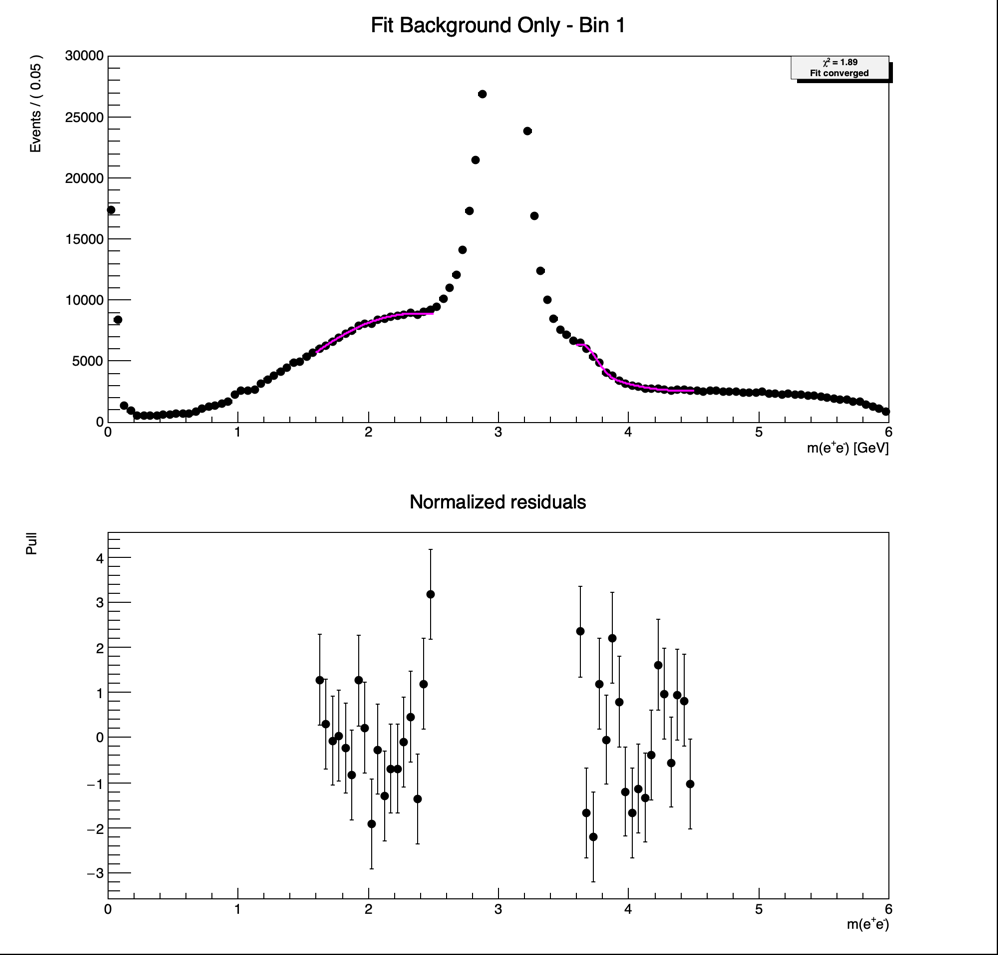 Fit Background Only - Bin 1
Events / ( 0.05 )
30000
25000
20000
15000
10000
5000
0
χ² = 1.89
Fit converged
0 1 2 3 4 5 6
m(e⁺e⁻) [GeV]
Normalized residuals
Pull
4
3
2
1
0
−1
−2
−3
0 1 2 3 4 5 6
m(e⁺e⁻)